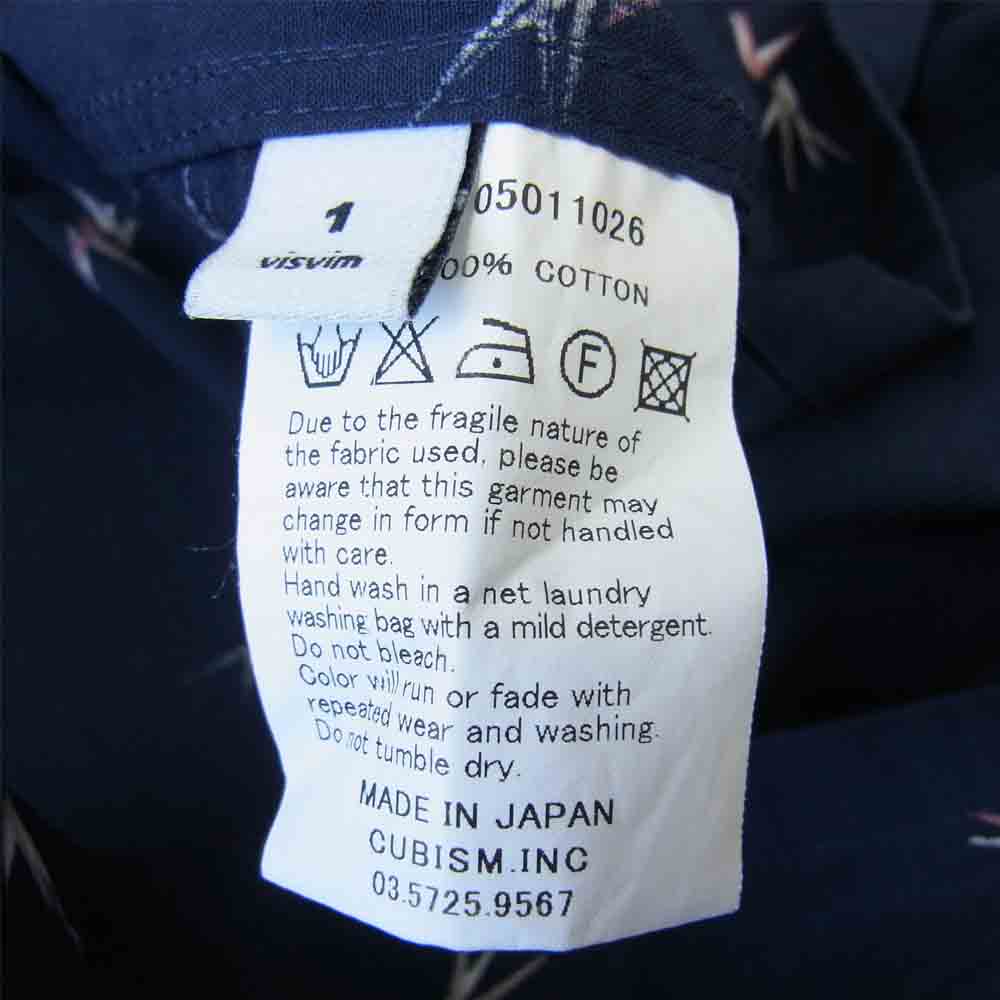 1
visvim
05011026
00% COTTON
F
Due to the fragile nature of
the fabric used, please be
aware that this garment may
change in form if not handled
with care.
Hand wash in a net laundry
washing bag with a mild detergent.
Do not bleach.
Color will run or fade with
repeated wear and washing.
Do not tumble dry.
MADE IN JAPAN
CUBISM.INC
03.5725.9567